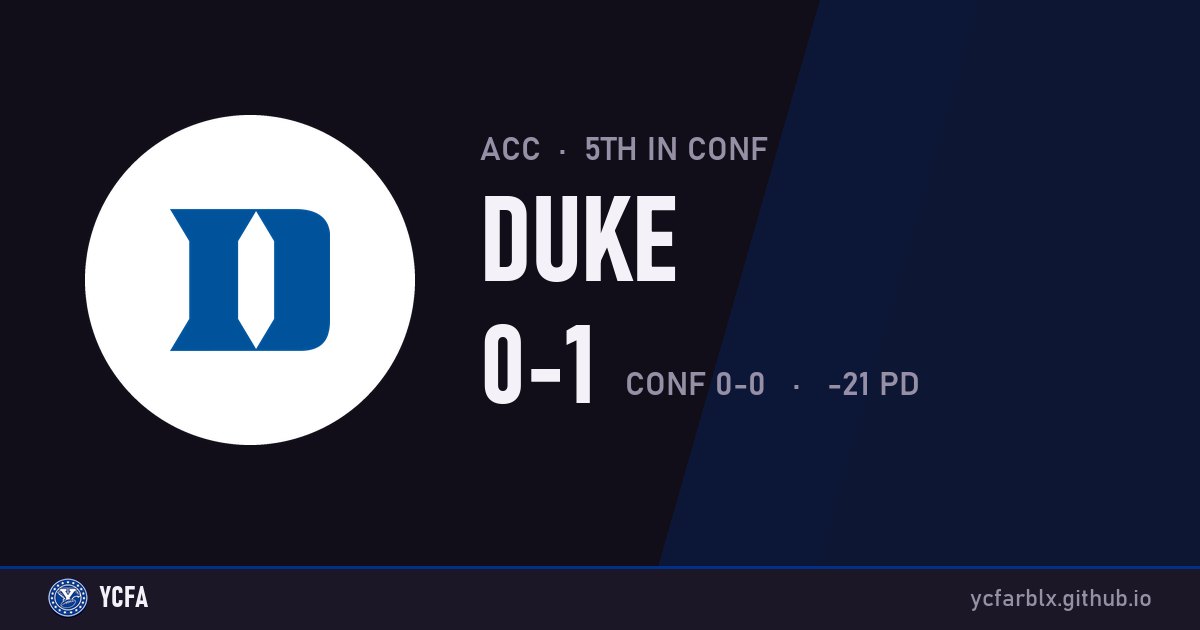 ACC · 5TH IN CONF
D
DUKE
0-1 CONF 0-0 · -21 PD
YCFA ycfarblx.github.io